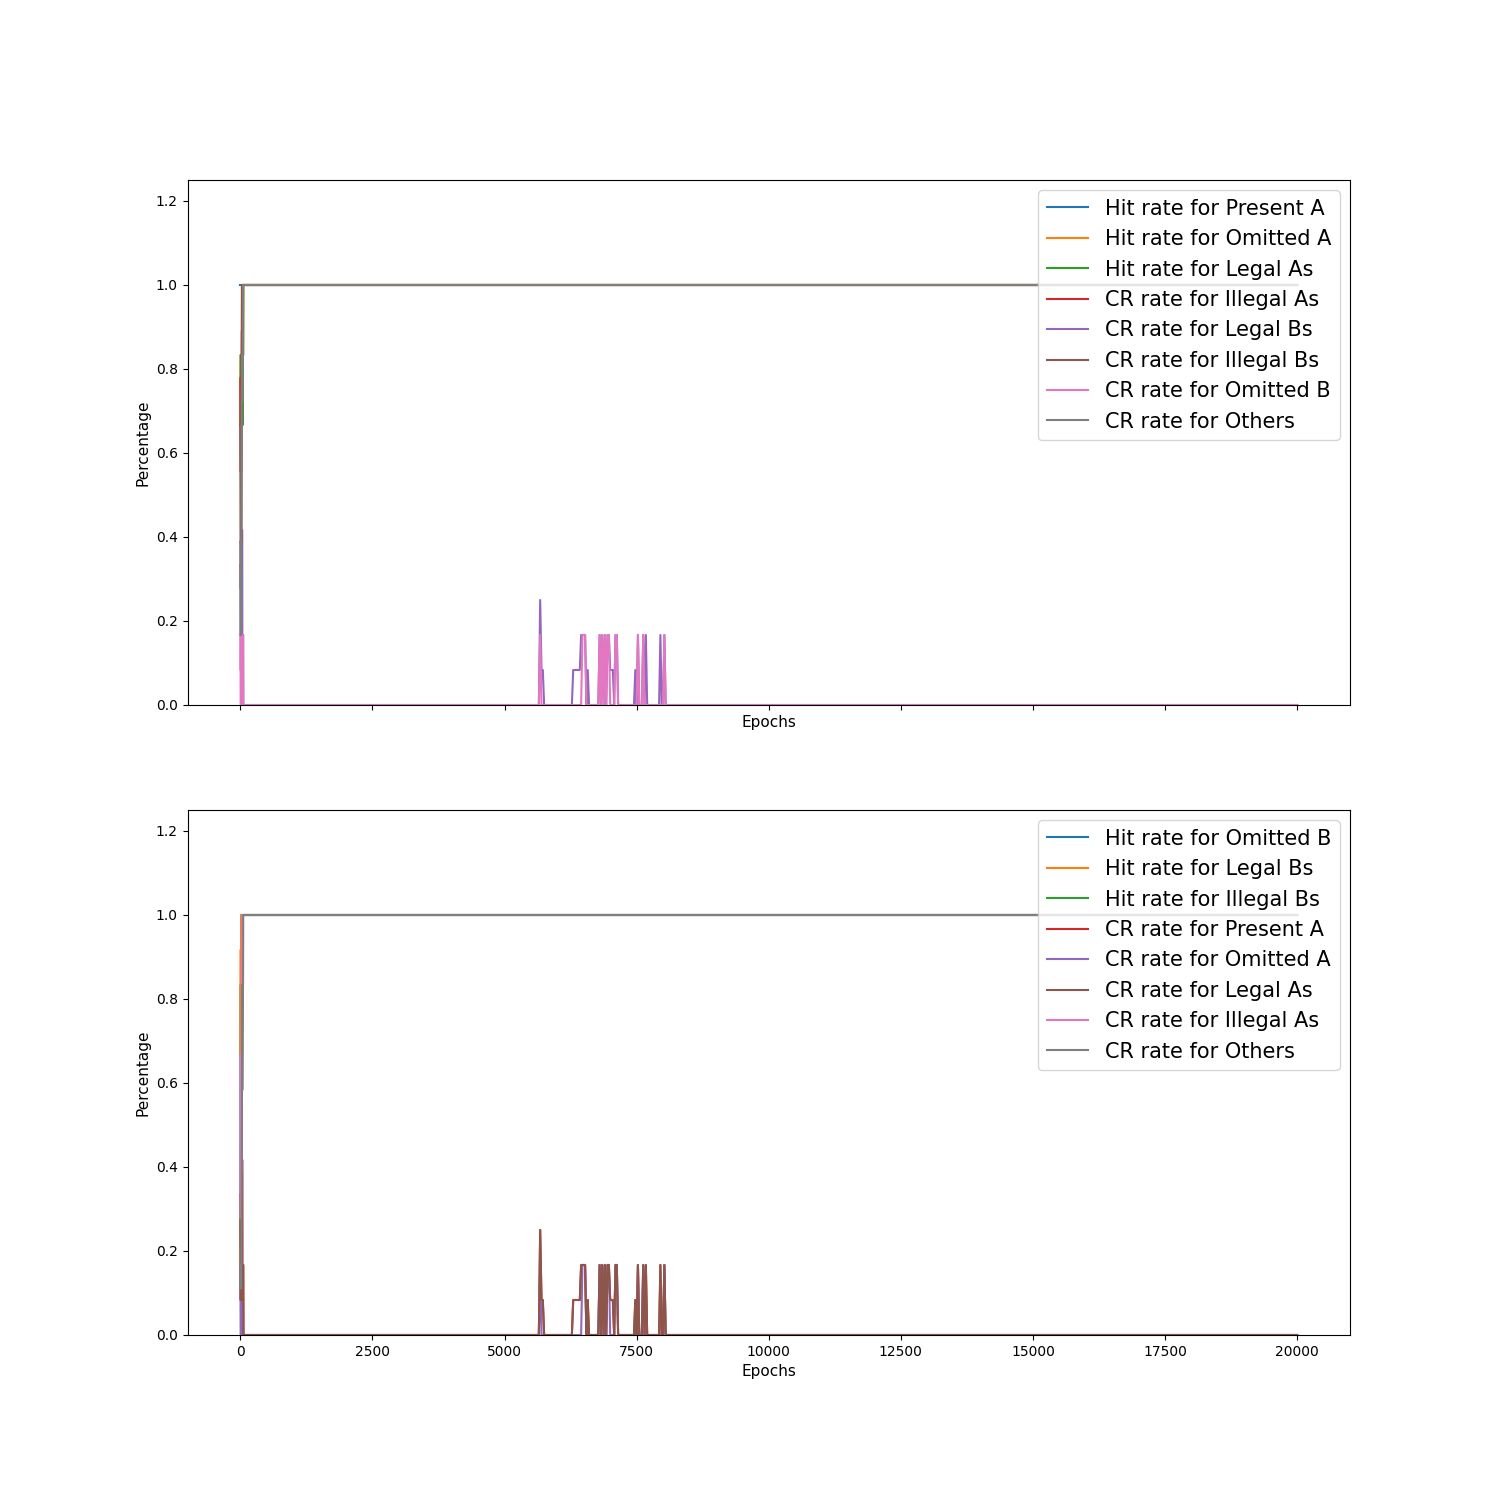 1.2
1.0
0.8
0.6
0.4
0.2
0.0
Percentage
Epochs
Hit rate for Present A
Hit rate for Omitted A
Hit rate for Legal As
CR rate for Illegal As
CR rate for Legal Bs
CR rate for Illegal Bs
CR rate for Omitted B
CR rate for Others
1.2
1.0
0.8
0.6
0.4
0.2
0.0
Percentage
0 2500 5000 7500 10000 12500 15000 17500 20000
Epochs
Hit rate for Omitted B
Hit rate for Legal Bs
Hit rate for Illegal Bs
CR rate for Present A
CR rate for Omitted A
CR rate for Legal As
CR rate for Illegal As
CR rate for Others